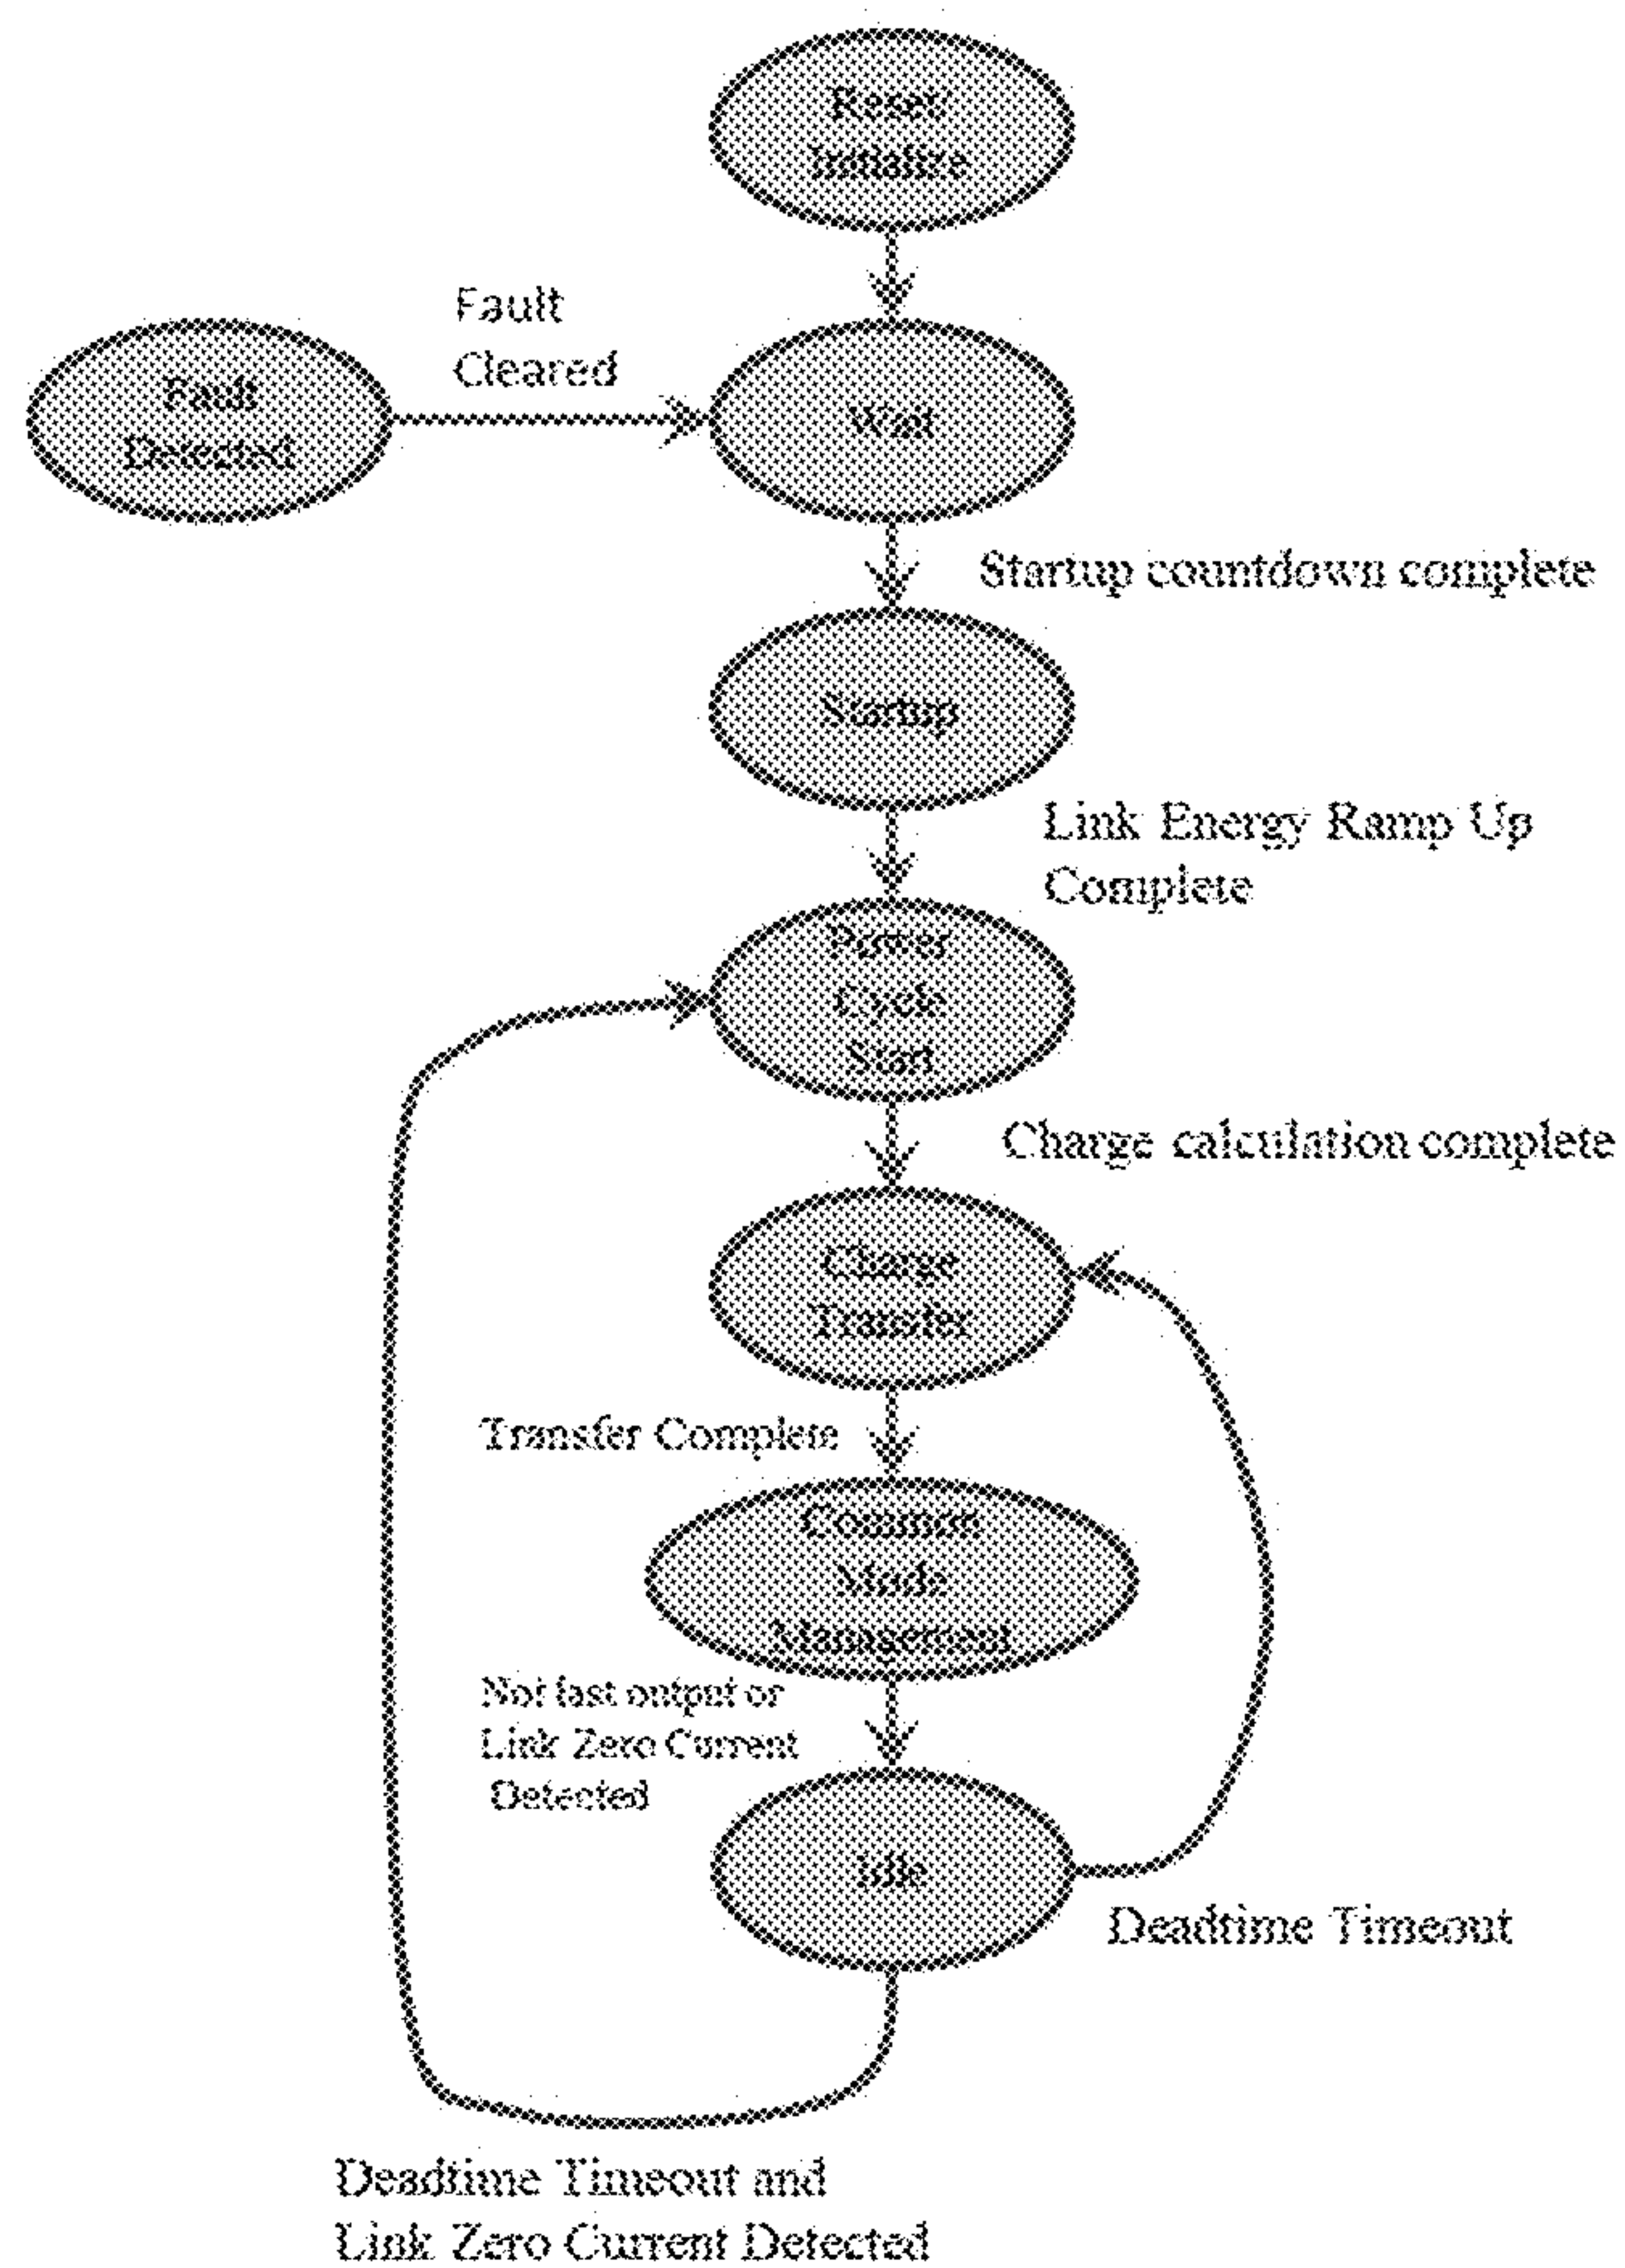 Reset/
Initialize
Fault
Cleared
Fault
Detected
Wait
Startup countdown complete
Startup
Link Energy Ramp Up
Complete
Power
Cycle
Start
Charge calculation complete
Charge
Transfer
Transfer Complete
Common
Mode
Management
Not last output or
Link Zero Current
Detected
Idle
Deadtime Timeout
Deadtime Timeout and
Link Zero Current Detected